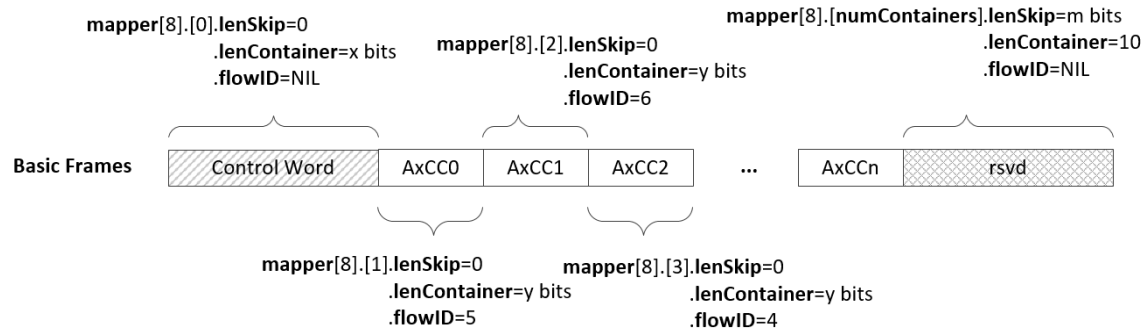 mapper[8].[0].lenSkip=0
.lenContainer=x bits
.flowID=NIL
mapper[8].[2].lenSkip=0
.lenContainer=y bits
.flowID=6
mapper[8].[numContainers].lenSkip=m bits
.lenContainer=10
.flowID=NIL
Basic Frames
Control Word
AxCC0
AxCC1
AxCC2
...
AxCCn
rsvd
mapper[8].[1].lenSkip=0
.lenContainer=y bits
.flowID=5
mapper[8].[3].lenSkip=0
.lenContainer=y bits
.flowID=4